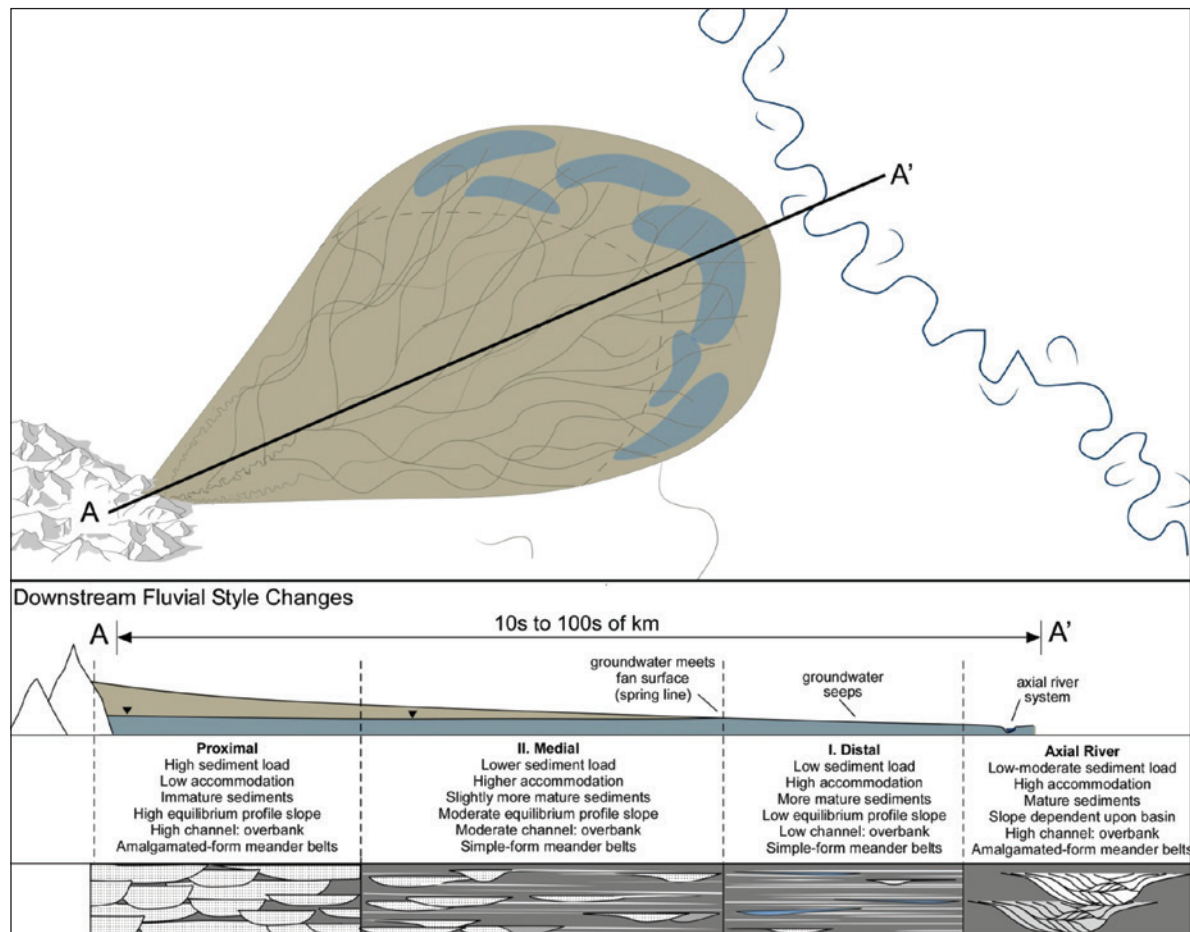 A'
A
Downstream Fluvial Style Changes
A
10s to 100s of km
A'
groundwater meets
fan surface
(spring line)
groundwater
seeps
axial river
system
Proximal
High sediment load
Low accommodation
Immature sediments
High equilibrium profile slope
High channel: overbank
Amalgamated-form meander belts
II. Medial
Lower sediment load
Higher accommodation
Slightly more mature sediments
Moderate equilibrium profile slope
Moderate channel: overbank
Simple-form meander belts
I. Distal
Low sediment load
High accommodation
More mature sediments
Low equilibrium profile slope
Low channel: overbank
Simple-form meander belts
Axial River
Low-moderate sediment load
High accommodation
Mature sediments
Slope dependent upon basin
High channel: overbank
Amalgamated-form meander belts